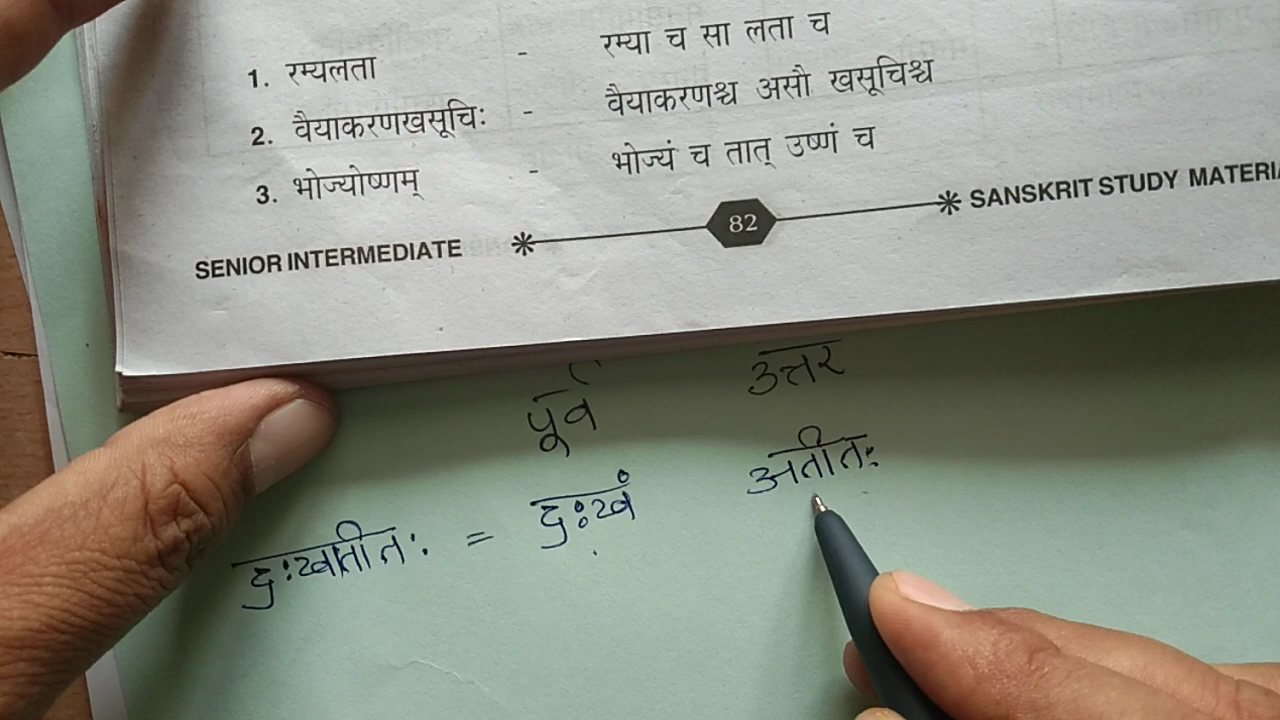 1. रम्यलता - रम्या च सा लता च
2. वैयाकरणखसूचिः - वैयाकरणश्च असौ खसूचिश्च
3. भोज्योष्णम् - भोज्यं च तात् उष्णं च
SENIOR INTERMEDIATE 82 SANSKRIT STUDY MATERI
पूर्व उत्तर
दुःखातीतः = दुःखं अतीतः